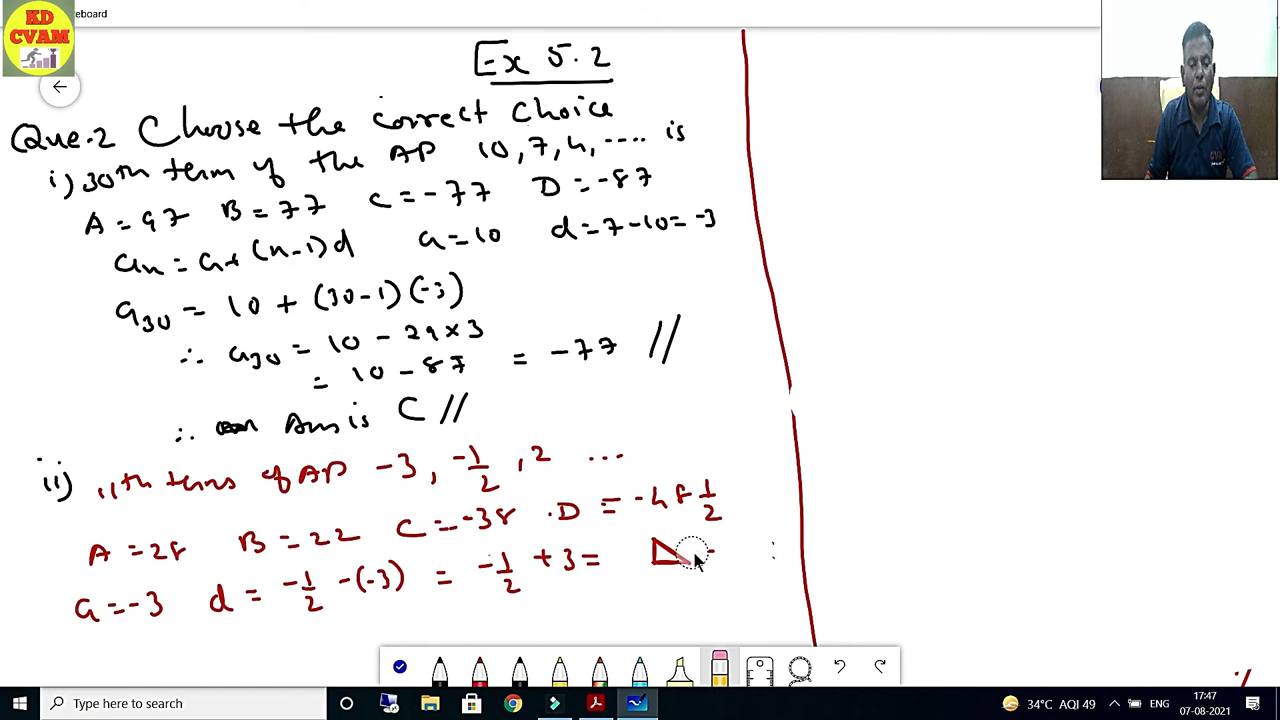 KD
CVAM
eboard
Ex 5.2
Que.2 Choose the correct choice
i) 30th term of the AP 10, 7, 4, .... is
A = 97 B = 77 C = -77 D = -87
an = a + (n-1)d a = 10 d = 7-10 = -3
a30 = 10 + (30-1)(-3)
∴ a30 = 10 - 29×3
= 10 - 87 = -77 //
∴ Ans is C //
ii) 11th terms of AP -3, -1/2, 2 ...
A = 28 B = 22 C = -38 .D = -48 1/2
a = -3 d = -1/2 -(-3) = -1/2 + 3 =
Type here to search
34°C AQI 49
ENG
17:47
07-08-2021